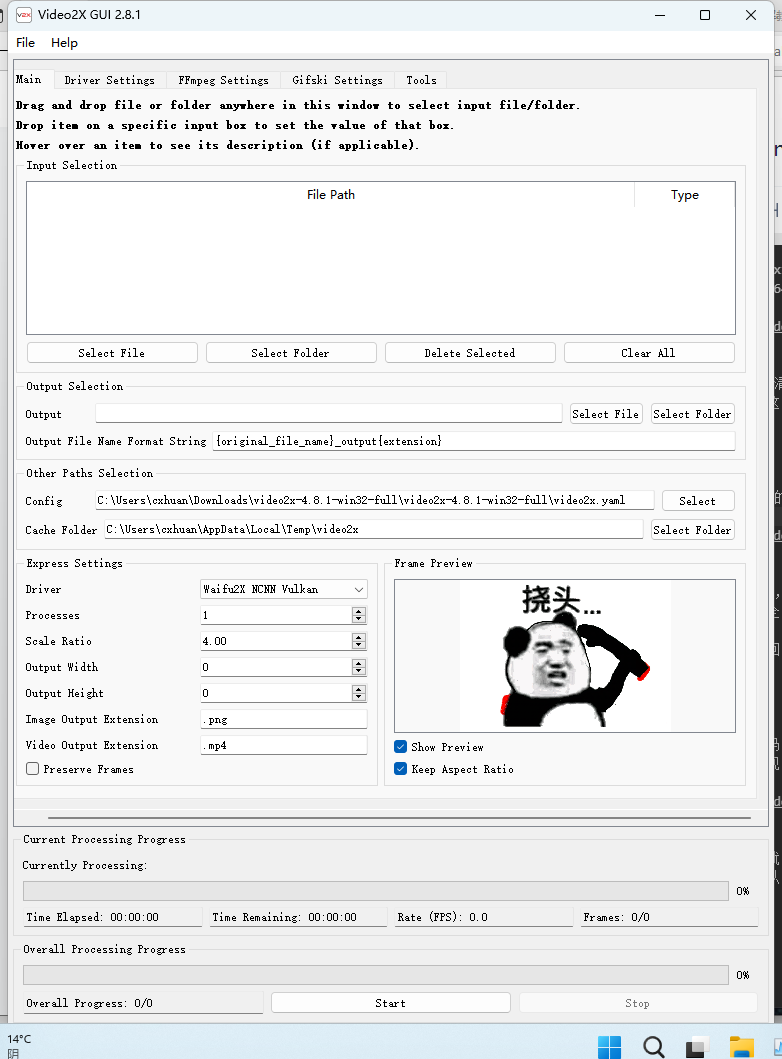 V2X Video2X GUI 2.8.1
File Help
Main Driver Settings FFmpeg Settings Gifski Settings Tools
Drag and drop file or folder anywhere in this window to select input file/folder.
Drop item on a specific input box to set the value of that box.
Hover over an item to see its description (if applicable).
Input Selection
File Path Type
Select File Select Folder Delete Selected Clear All
Output Selection
Output Select File Select Folder
Output File Name Format String {original_file_name}_output{extension}
Other Paths Selection
Config C:\Users\cxhuan\Downloads\video2x-4.8.1-win32-full\video2x-4.8.1-win32-full\video2x.yaml Select
Cache Folder C:\Users\cxhuan\AppData\Local\Temp\video2x Select Folder
Express Settings
Driver Waifu2X NCNN Vulkan
Processes 1
Scale Ratio 4.00
Output Width 0
Output Height 0
Image Output Extension .png
Video Output Extension .mp4
Preserve Frames
Frame Preview
挠头...
Show Preview
Keep Aspect Ratio
Current Processing Progress
Currently Processing:
0%
Time Elapsed: 00:00:00 Time Remaining: 00:00:00 Rate (FPS): 0.0 Frames: 0/0
Overall Processing Progress
0%
Overall Progress: 0/0 Start Stop
14°C
阴